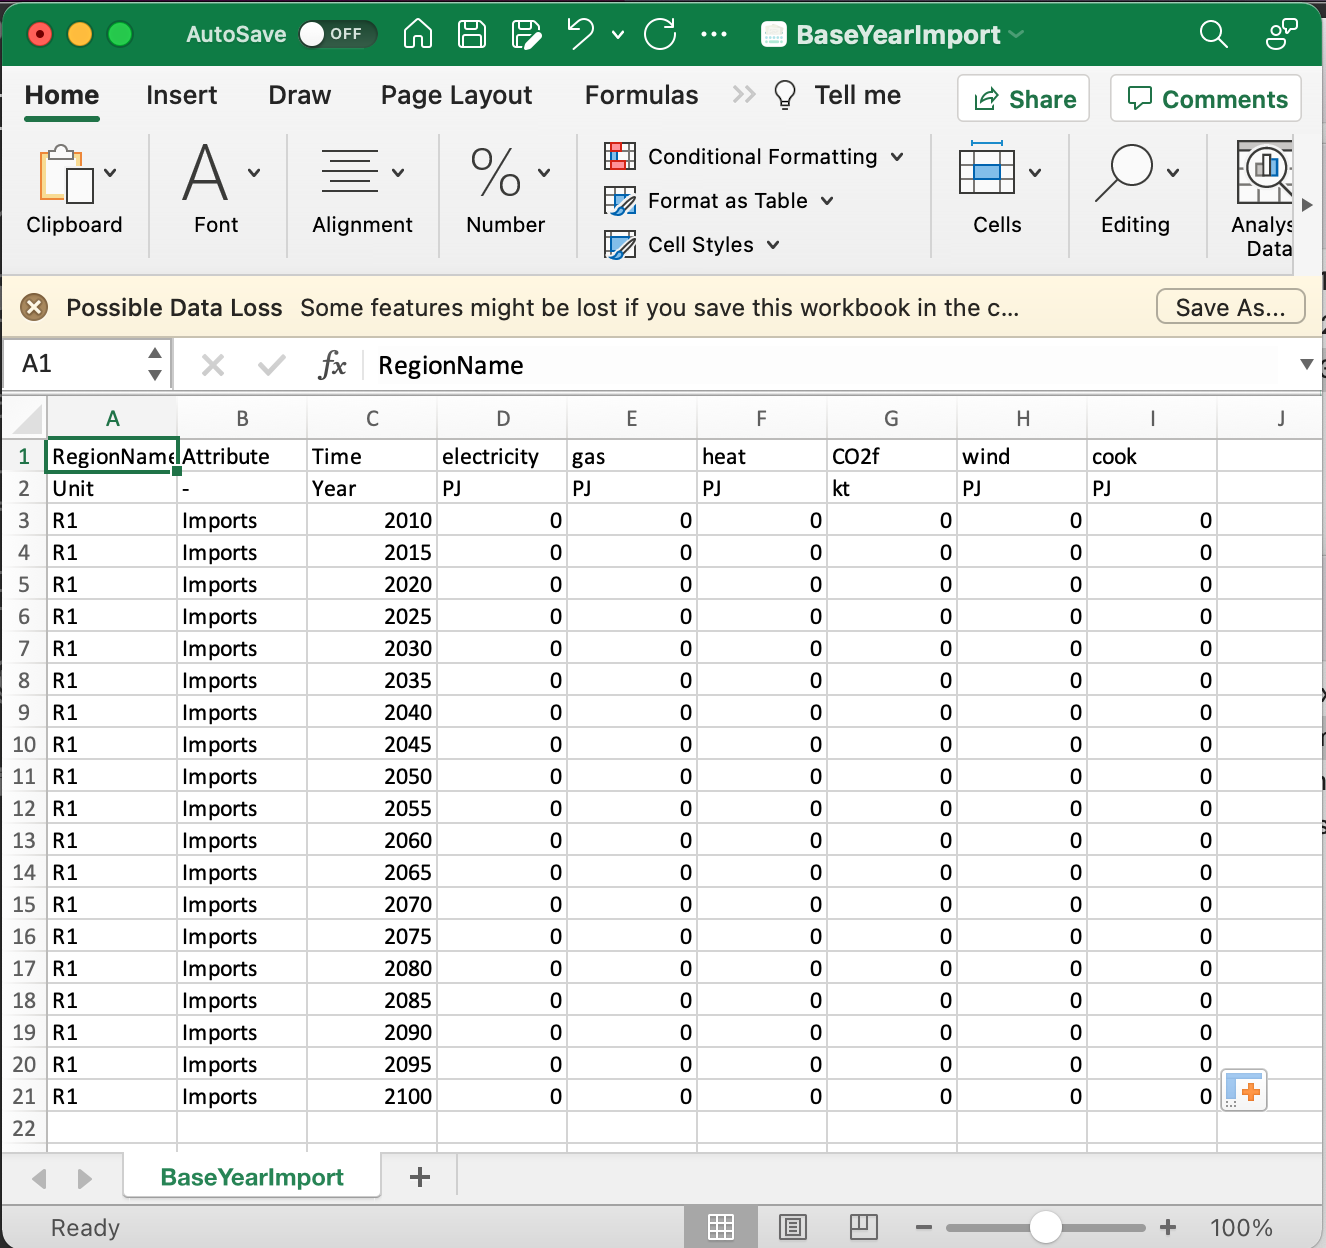 AutoSave OFF BaseYearImport
Home Insert Draw Page Layout Formulas Tell me Share Comments
Clipboard Font Alignment % Number Conditional Formatting Format as Table Cell Styles Cells Editing Analys Data
Possible Data Loss Some features might be lost if you save this workbook in the c... Save As...
A1 fx RegionName
A B C D E F G H I J
1 RegionName Attribute Time electricity gas heat CO2f wind cook
2 Unit - Year PJ PJ PJ kt PJ PJ
3 R1 Imports 2010 0 0 0 0 0 0
4 R1 Imports 2015 0 0 0 0 0 0
5 R1 Imports 2020 0 0 0 0 0 0
6 R1 Imports 2025 0 0 0 0 0 0
7 R1 Imports 2030 0 0 0 0 0 0
8 R1 Imports 2035 0 0 0 0 0 0
9 R1 Imports 2040 0 0 0 0 0 0
10 R1 Imports 2045 0 0 0 0 0 0
11 R1 Imports 2050 0 0 0 0 0 0
12 R1 Imports 2055 0 0 0 0 0 0
13 R1 Imports 2060 0 0 0 0 0 0
14 R1 Imports 2065 0 0 0 0 0 0
15 R1 Imports 2070 0 0 0 0 0 0
16 R1 Imports 2075 0 0 0 0 0 0
17 R1 Imports 2080 0 0 0 0 0 0
18 R1 Imports 2085 0 0 0 0 0 0
19 R1 Imports 2090 0 0 0 0 0 0
20 R1 Imports 2095 0 0 0 0 0 0
21 R1 Imports 2100 0 0 0 0 0 0
22
BaseYearImport +
Ready 100%